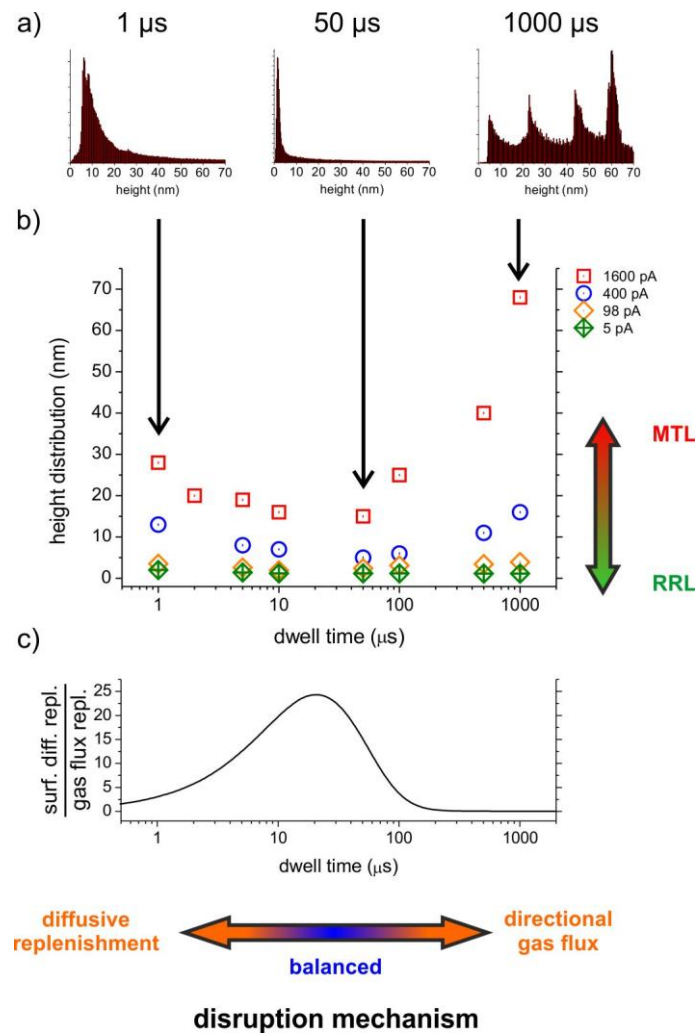 a) 1 µs 50 µs 1000 µs
0 10 20 30 40 50 60 70
height (nm)
0 10 20 30 40 50 60 70
height (nm)
0 10 20 30 40 50 60 70
height (nm)
b)
1600 pA
400 pA
98 pA
5 pA
height distribution (nm)
70
60
50
40
30
20
10
0
1 10 100 1000
dwell time (µs)
MTL
RRL
c)
surf. diff. repl.
gas flux repl.
25
20
15
10
5
0
1 10 100 1000
dwell time (µs)
diffusive
replenishment
balanced
directional
gas flux
disruption mechanism